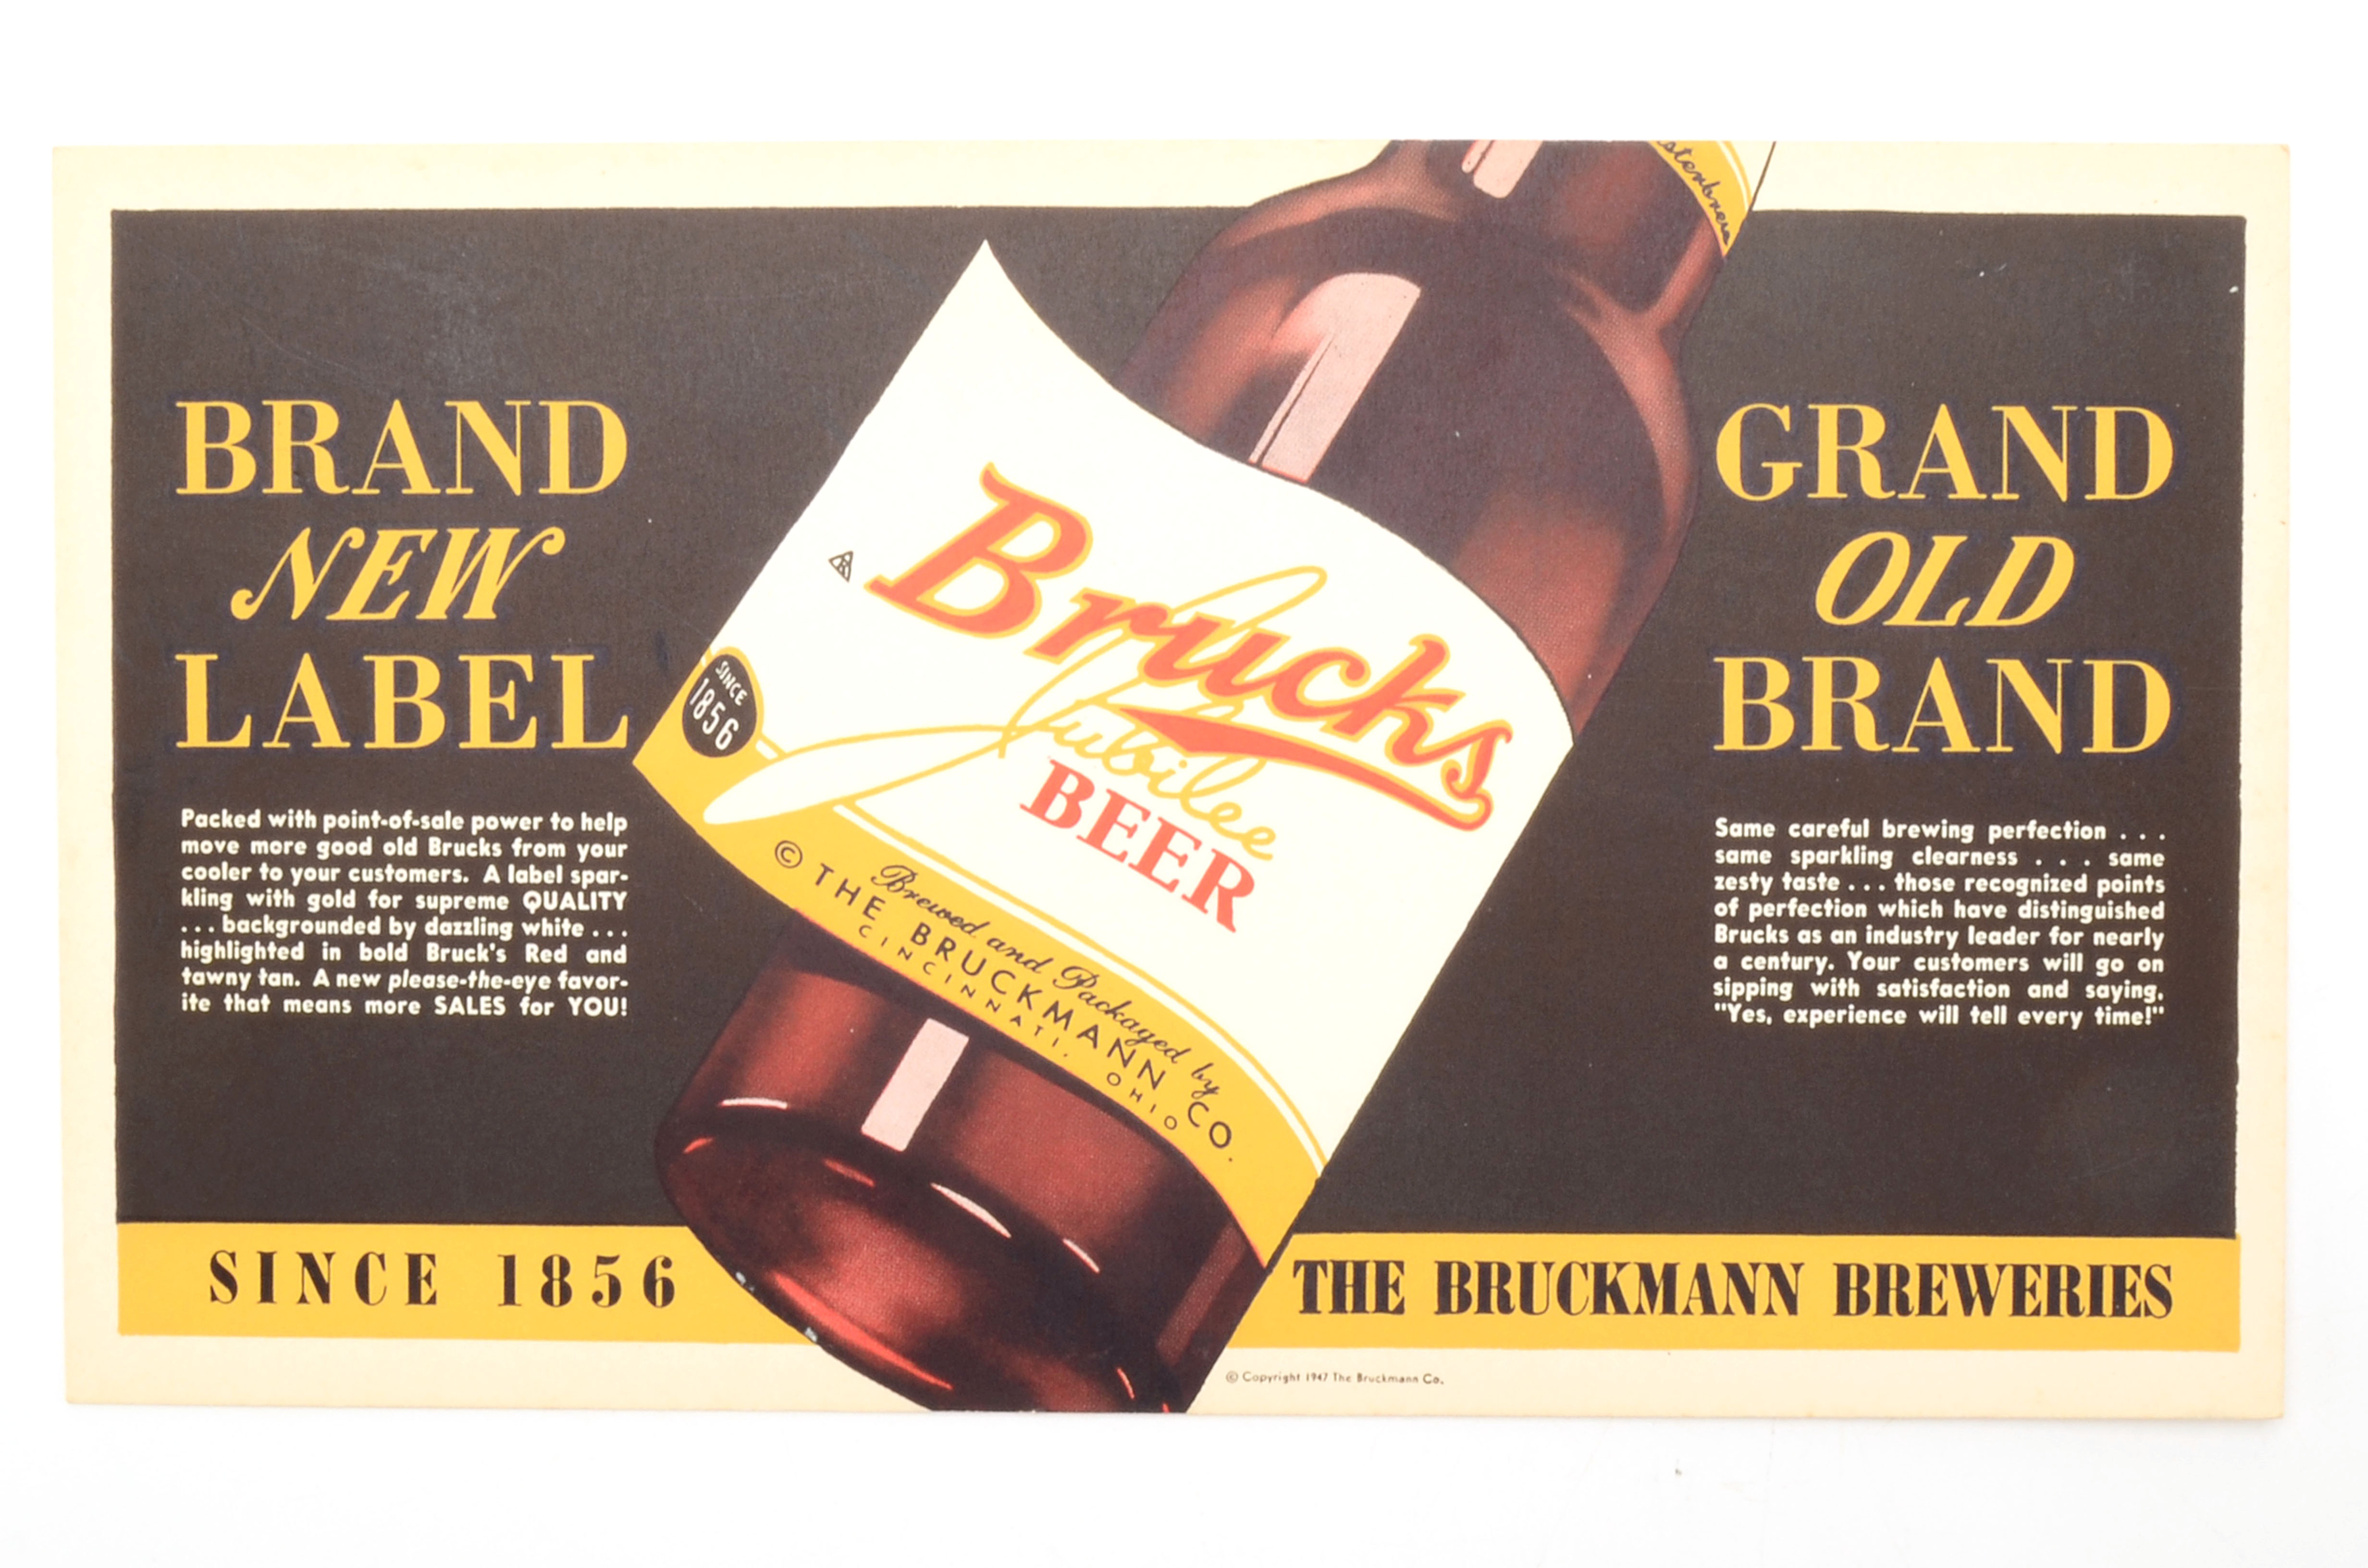 BRAND
NEW
LABEL
Packed with point-of-sale power to help
move more good old Brucks from your
cooler to your customers. A label spar-
kling with gold for supreme QUALITY
... backgrounded by dazzling white ...
highlighted in bold Bruck's Red and
tawny tan. A new please-the-eye favor-
ite that means more SALES for YOU!
SINCE 1856
Brucks
Jubilee
BEER
SINCE
1856
Brewed and Packaged by
© THE BRUCKMANN CO.
CINCINNATI, OHIO
GRAND
OLD
BRAND
Same careful brewing perfection . . .
same sparkling clearness . . . same
zesty taste ... those recognized points
of perfection which have distinguished
Brucks as an industry leader for nearly
a century. Your customers will go on
sipping with satisfaction and saying,
"Yes, experience will tell every time!"
THE BRUCKMANN BREWERIES
© Copyright 1947 The Bruckmann Co.